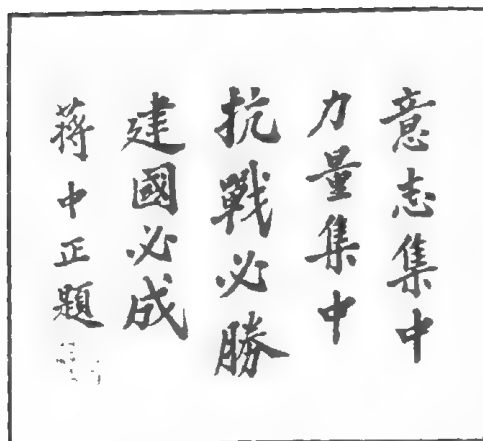 意志集中
力量集中
抗戰必勝
建國必成
蔣中正題